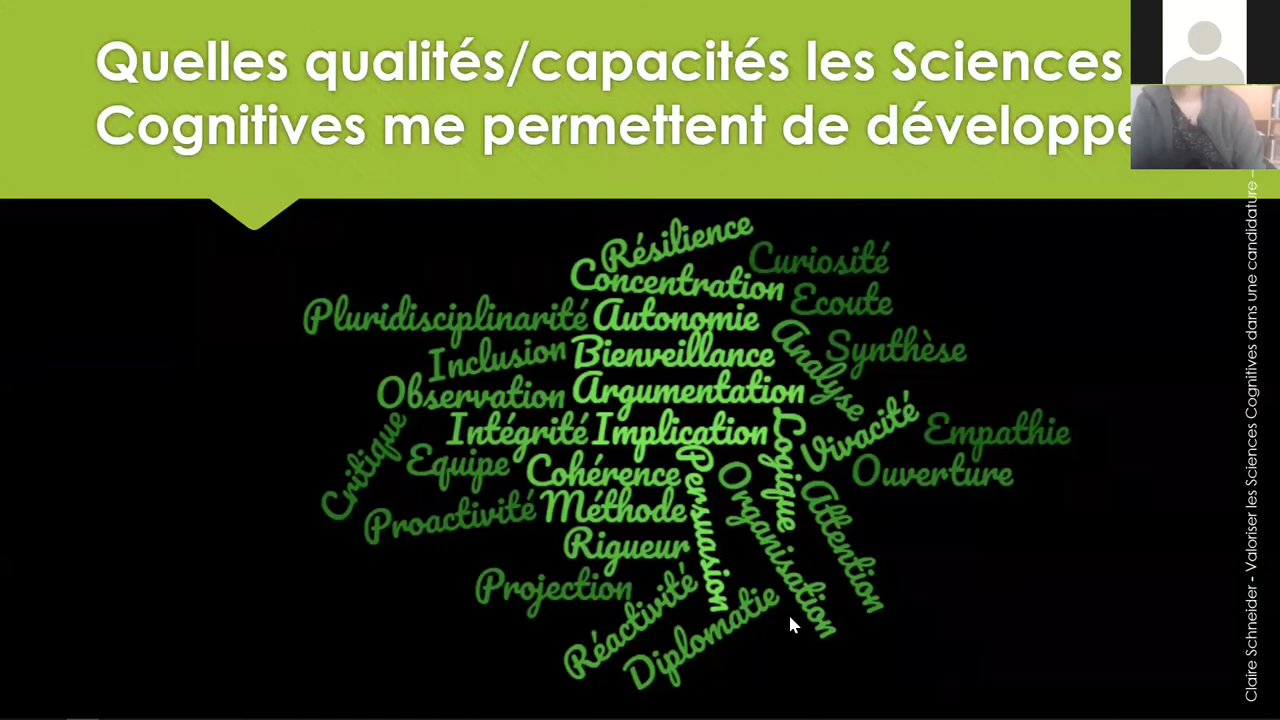 Quelles qualités/capacités les Sciences
Cognitives me permettent de développe
Résilience
Curiosité
Concentration
Ecoute
Pluridisciplinarité
Autonomie
Analyse
Synthèse
Inclusion
Bienveillance
Observation
Argumentation
Vivacité
Empathie
Critique
Intégrité
Implication
Logique
Equipe
Cohérence
Persuasion
Organisation
Ouverture
Attention
Proactivité
Méthode
Rigueur
Projection
Réactivité
Diplomatie
Claire Schneider - Valoriser les Sciences Cognitives dans une candidature -